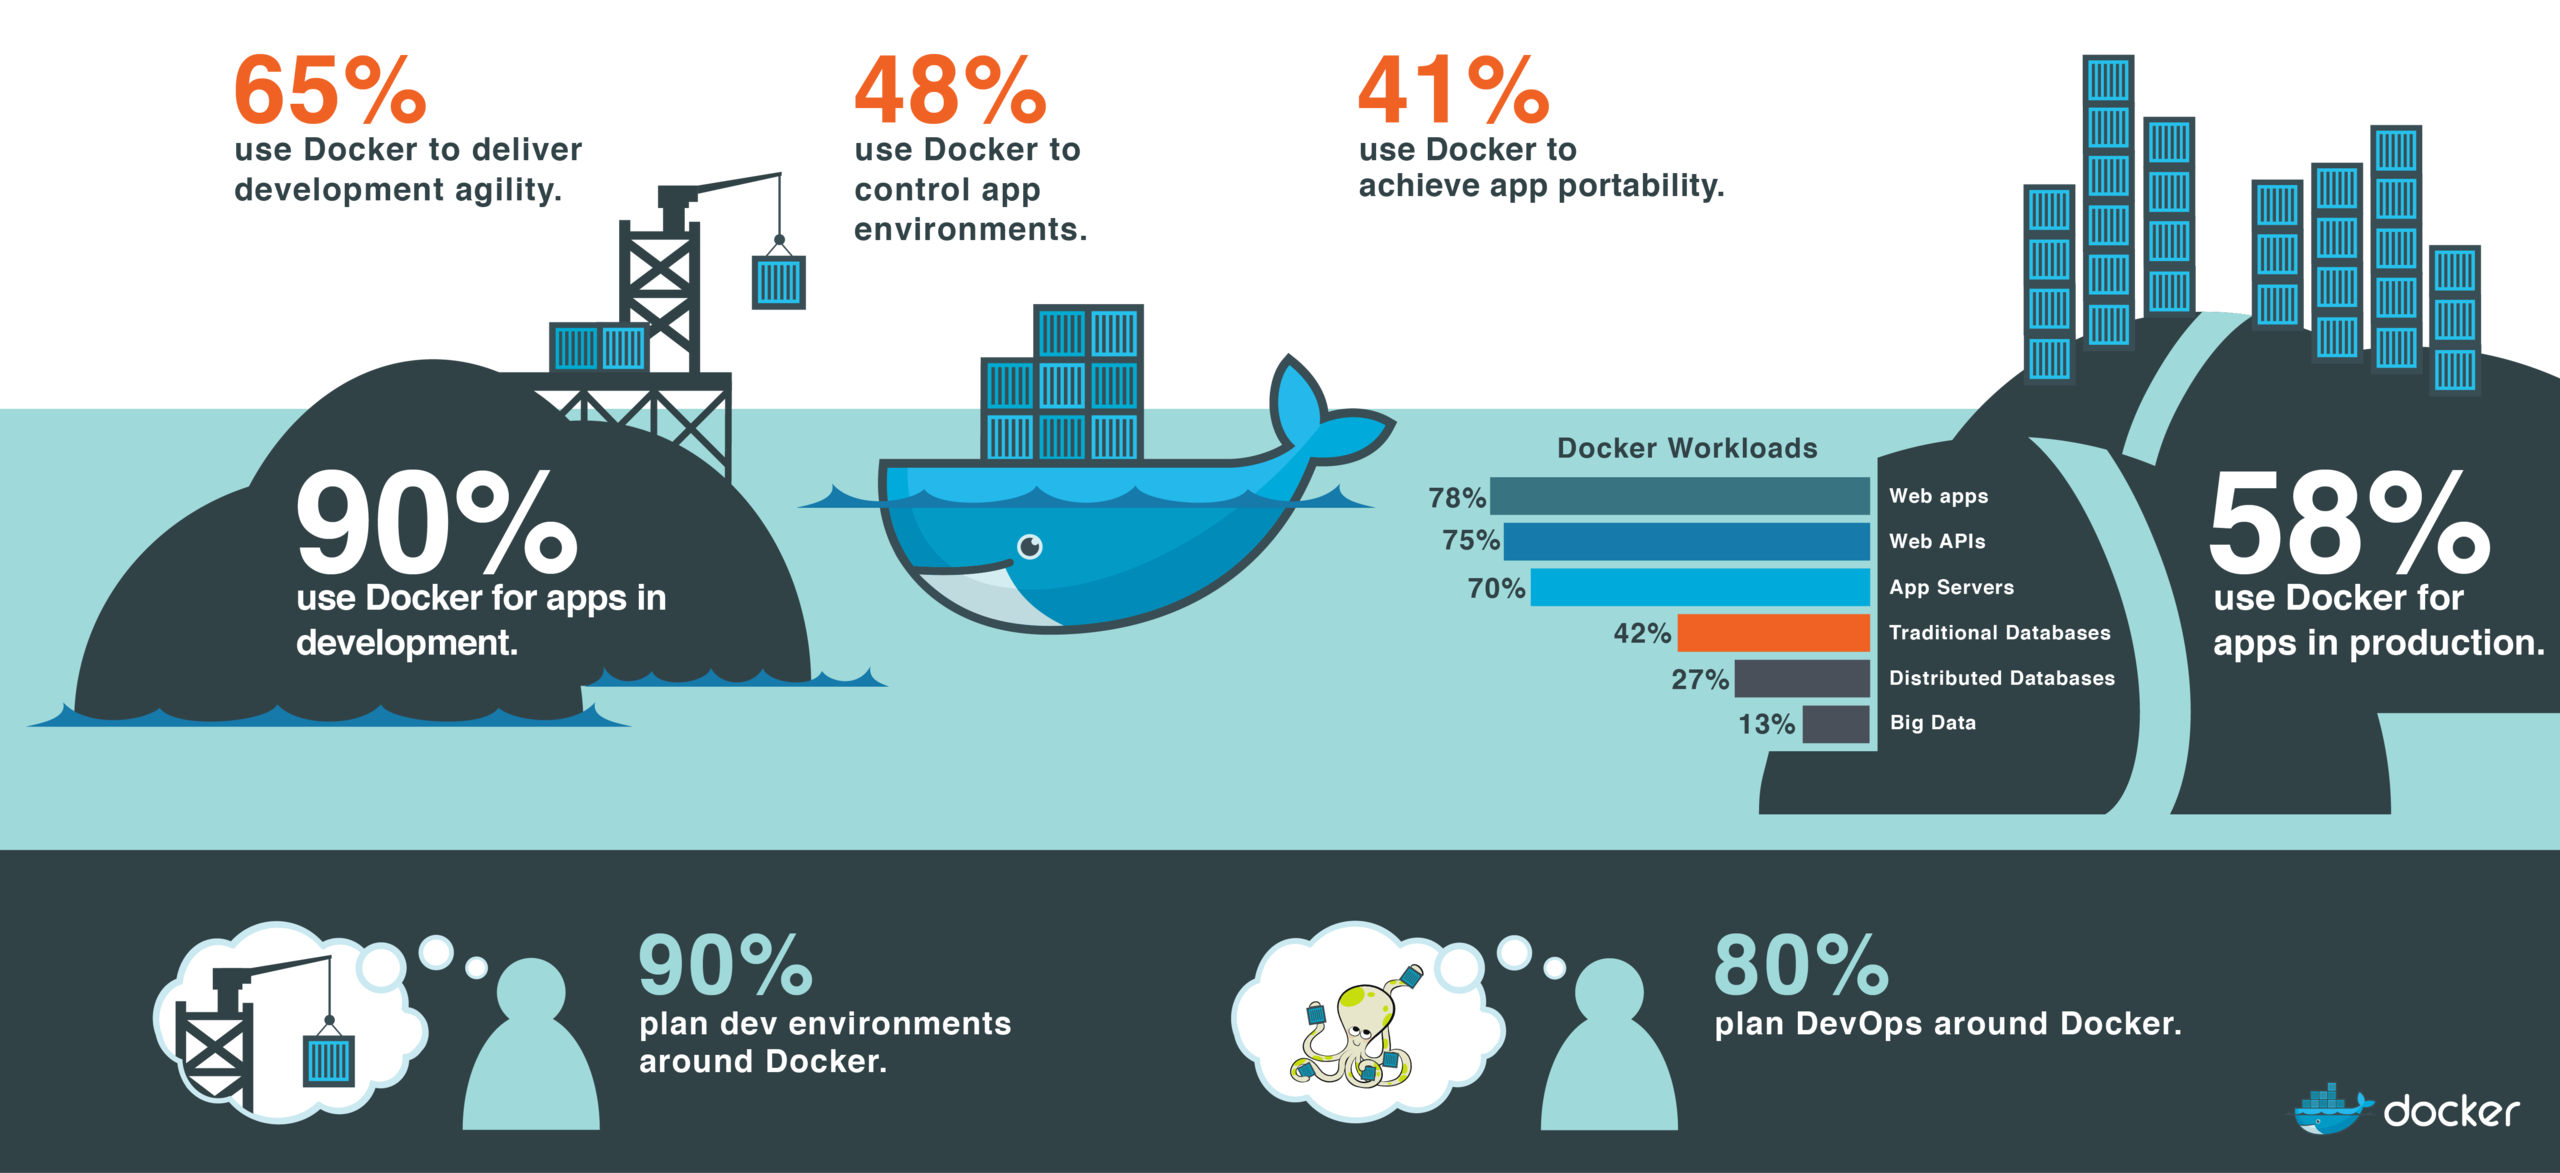 65%
use Docker to deliver
development agility.
48%
use Docker to
control app
environments.
41%
use Docker to
achieve app portability.
90%
use Docker for apps in
development.
Docker Workloads
78% Web apps
75% Web APIs
70% App Servers
42% Traditional Databases
27% Distributed Databases
13% Big Data
58%
use Docker for
apps in production.
90%
plan dev environments
around Docker.
80%
plan DevOps around Docker.
docker